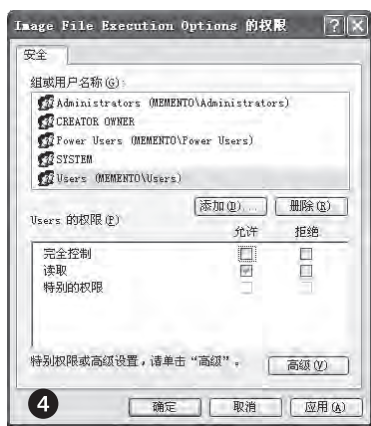 Image File Execution Options 的权限
安全
组或用户名称(G):
Administrators (MEMENTO\Administrators)
CREATOR OWNER
Power Users (MEMENTO\Power Users)
SYSTEM
Users (MEMENTO\Users)
添加(D)... 删除(R)
Users 的权限(P) 允许 拒绝
完全控制
读取
特别的权限
特别权限或高级设置，请单击“高级”。 高级(V)
4 确定 取消 应用(A)